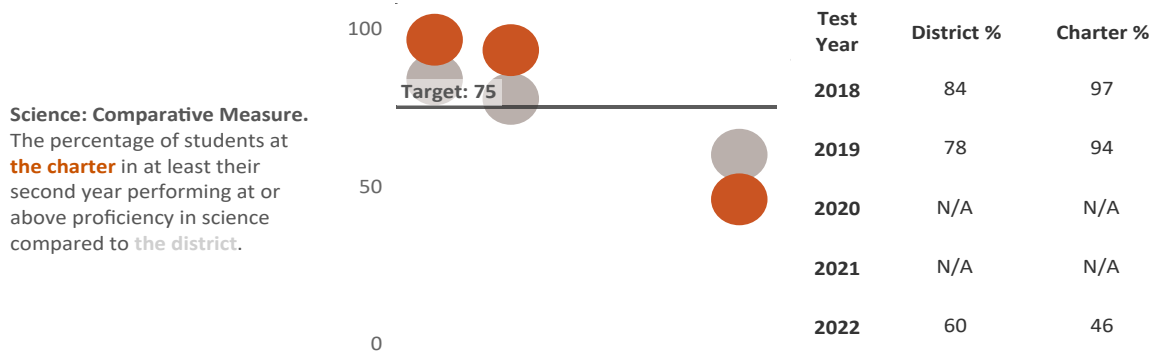 Science: Comparative Measure.
The percentage of students at
the charter in at least their
second year performing at or
above proficiency in science
compared to the district.
100
Target: 75
50
0
Test Year District % Charter %
2018 84 97
2019 78 94
2020 N/A N/A
2021 N/A N/A
2022 60 46